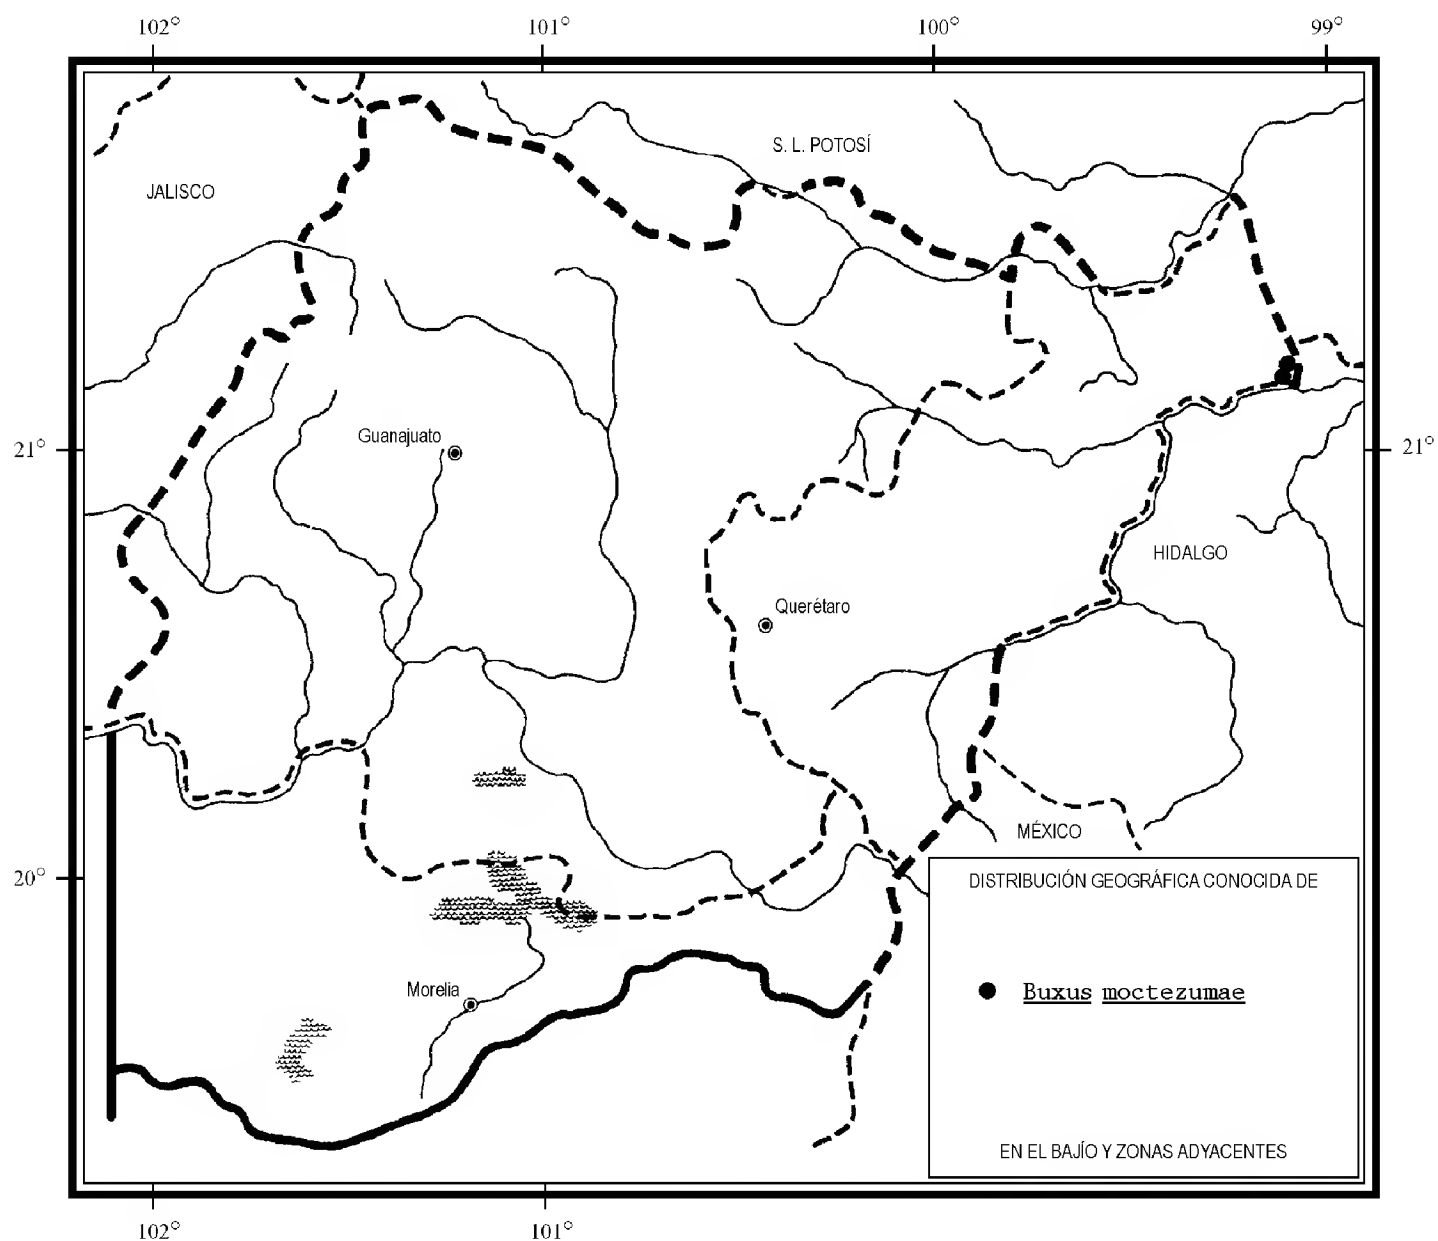 102° 101° 100° 99°
S. L. POTOSÍ
JALISCO
Guanajuato
21° 21°
HIDALGO
Querétaro
MÉXICO
20°
DISTRIBUCIÓN GEOGRÁFICA CONOCIDA DE
Buxus moctezumae
Morelia
EN EL BAJÍO Y ZONAS ADYACENTES
102° 101°